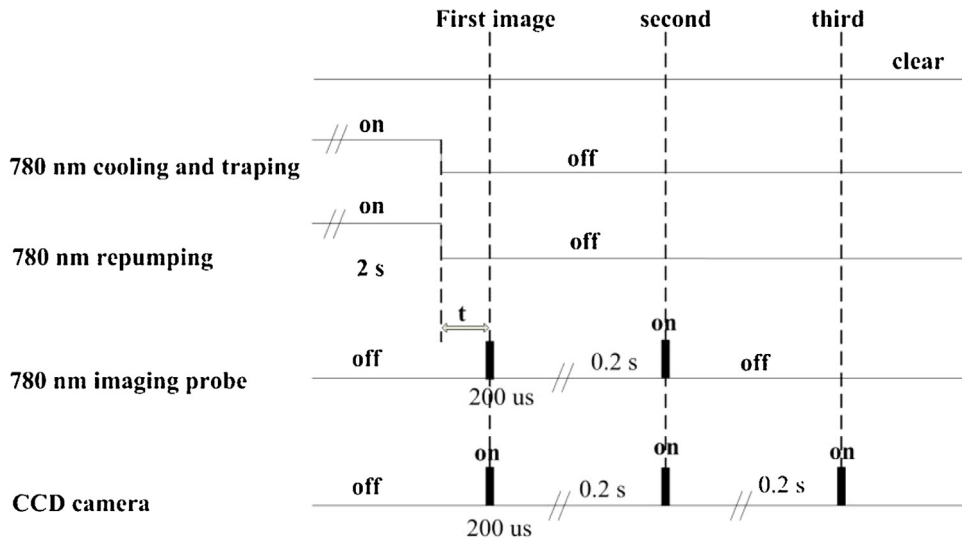 First image second third
clear
on
780 nm cooling and traping off
on
780 nm repumping off
2 s
t
on
off 0.2 s off
780 nm imaging probe
200 us
on on on
off 0.2 s 0.2 s
CCD camera
200 us